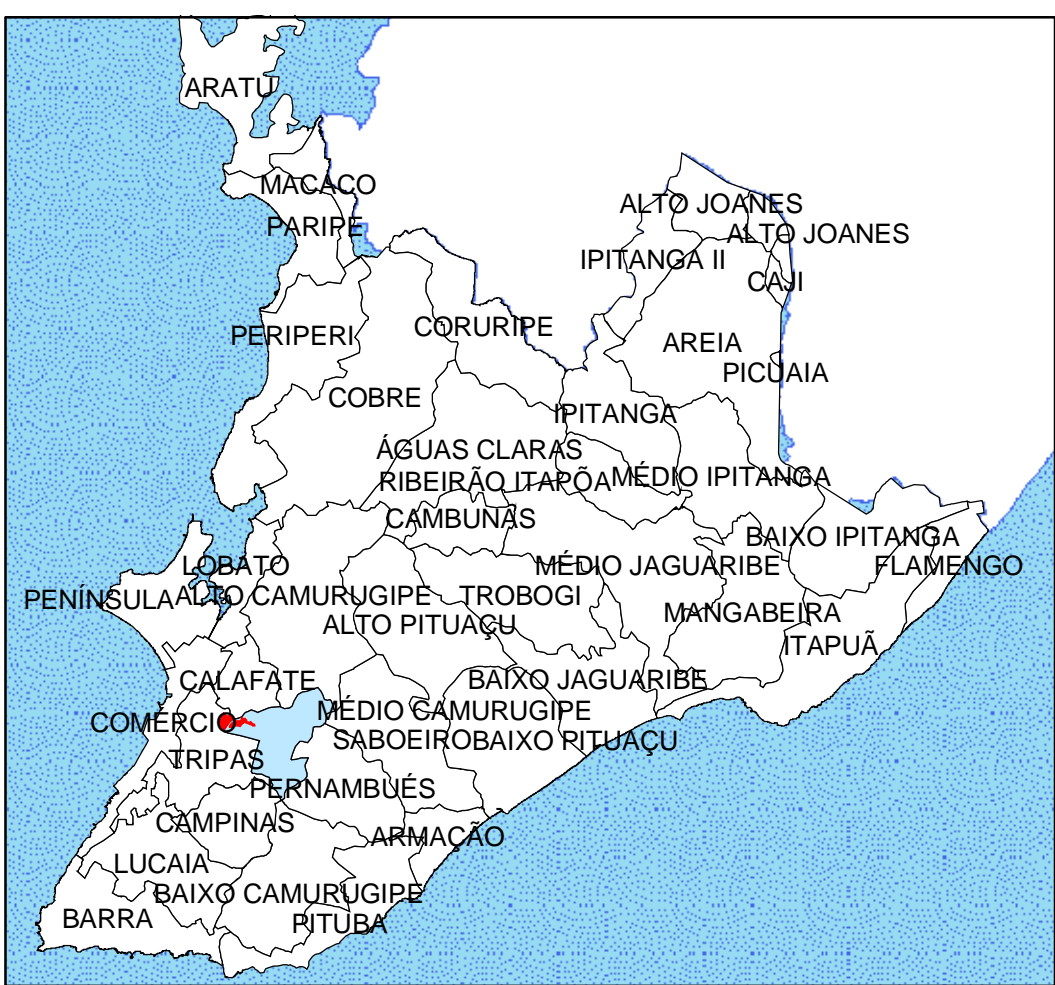 ARATU
MACACO
ALTO JOANES
PARIPE
ALTO JOANES
IPITANGA II
CAJI
CORURIPE
PERIPERI
AREIA
PICUAIA
COBRE
IPITANGA
ÁGUAS CLARAS
RIBEIRÃO ITAPÕA
MÉDIO IPITANGA
CAMBUNAS
BAIXO IPITANGA
LOBATO
MÉDIO JAGUARIBE
FLAMENGO
PENÍNSULA
ALTO CAMURUGIPE
TROBOGI
MANGABEIRA
ALTO PITUAÇU
ITAPUÃ
CALAFATE
BAIXO JAGUARIBE
MÉDIO CAMURUGIPE
COMÉRCIO
SABOEIRO
BAIXO PITUAÇU
TRIPAS
PERNAMBUÉS
CAMPINAS
ARMAÇÃO
LUCAIA
BAIXO CAMURUGIPE
BARRA
PITUBA